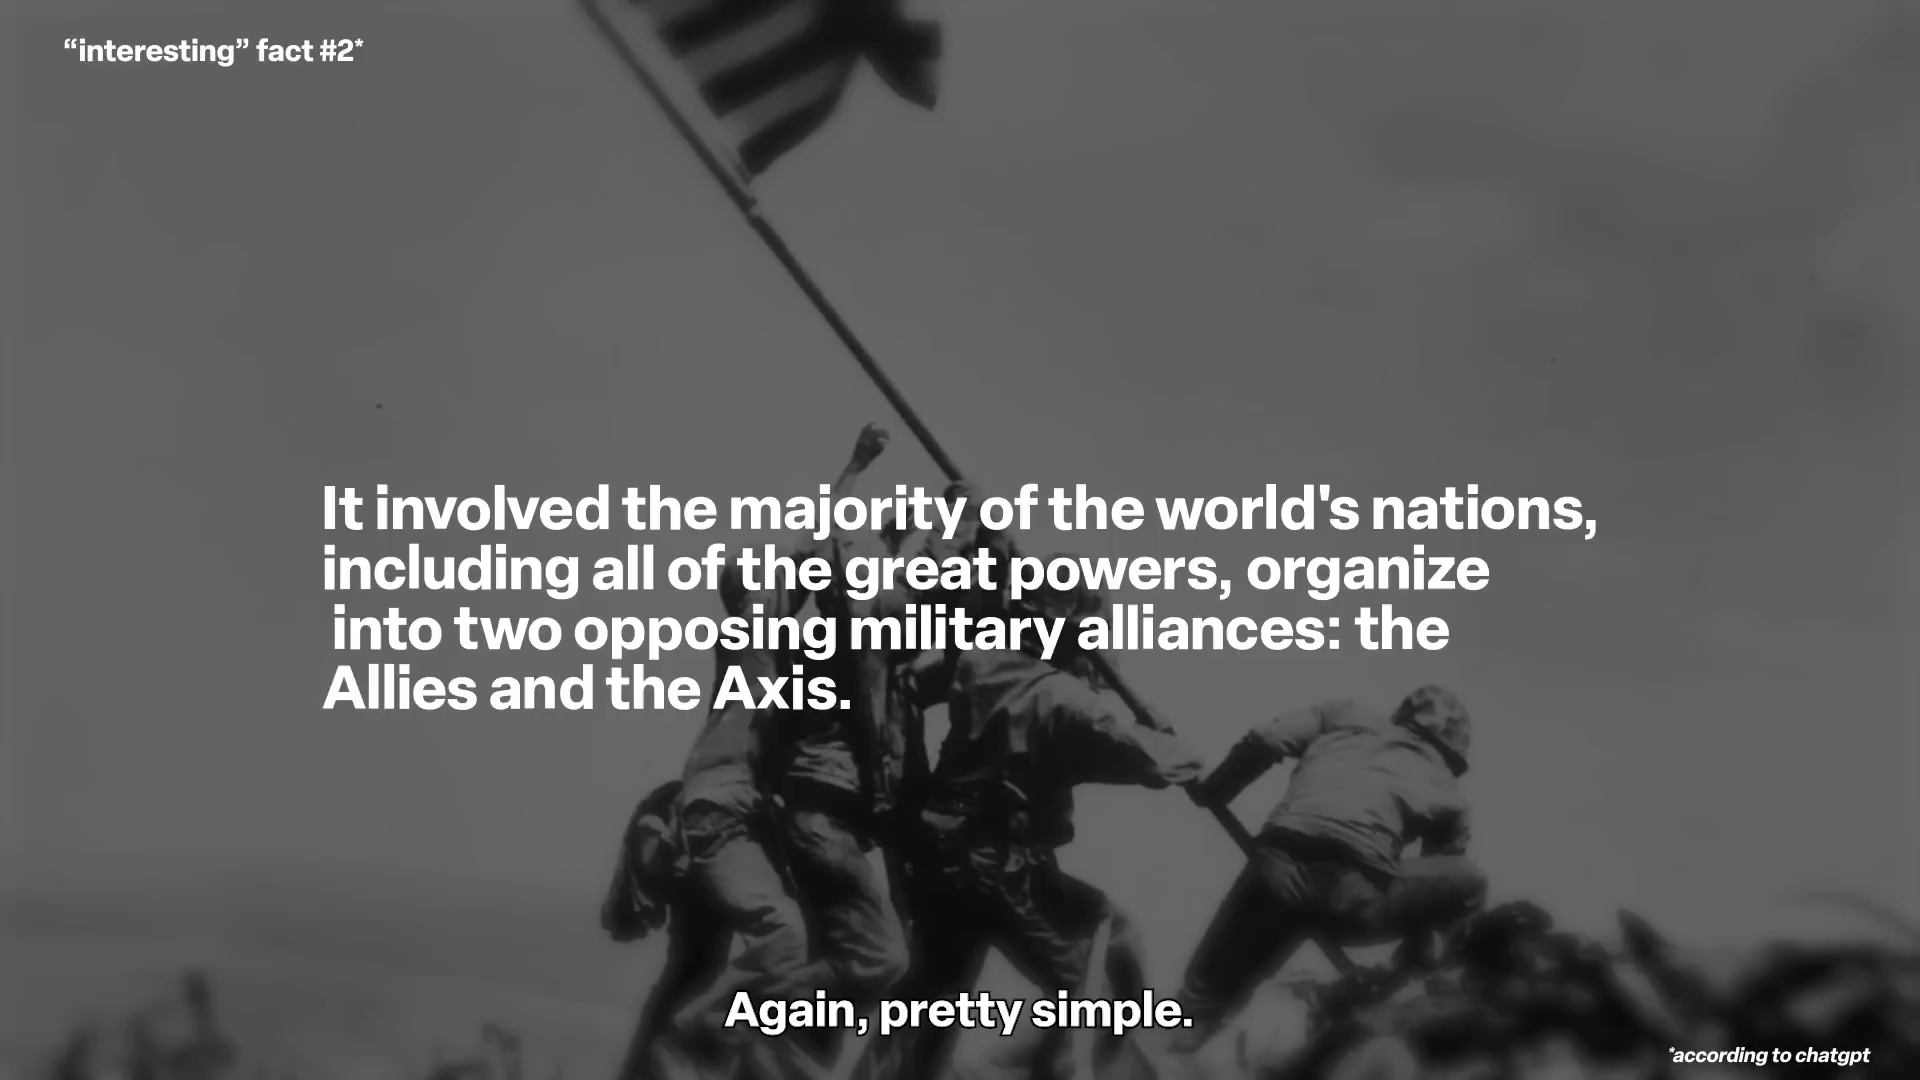 “interesting” fact #2*
It involved the majority of the world's nations,
including all of the great powers, organize
into two opposing military alliances: the
Allies and the Axis.
Again, pretty simple.
*according to chatgpt